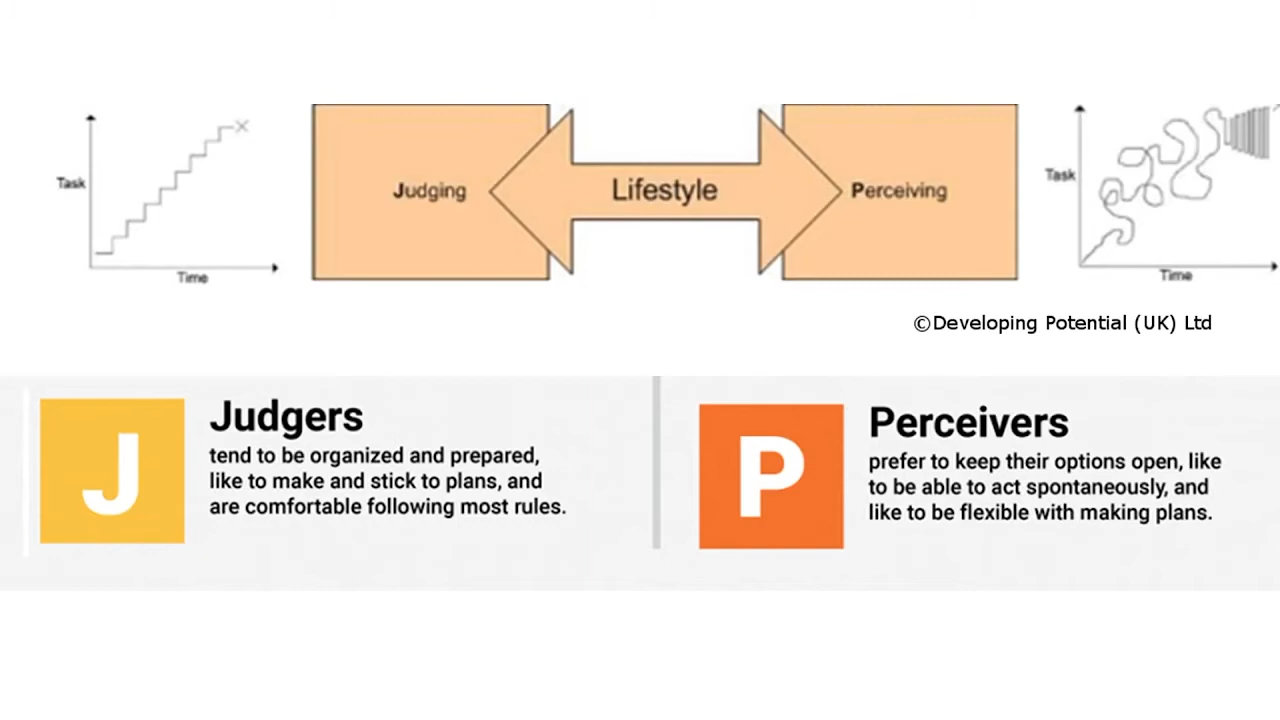 Task
Time
Judging
Lifestyle
Perceiving
Task
Time
©Developing Potential (UK) Ltd
J
Judgers
tend to be organized and prepared,
like to make and stick to plans, and
are comfortable following most rules.
P
Perceivers
prefer to keep their options open, like
to be able to act spontaneously, and
like to be flexible with making plans.